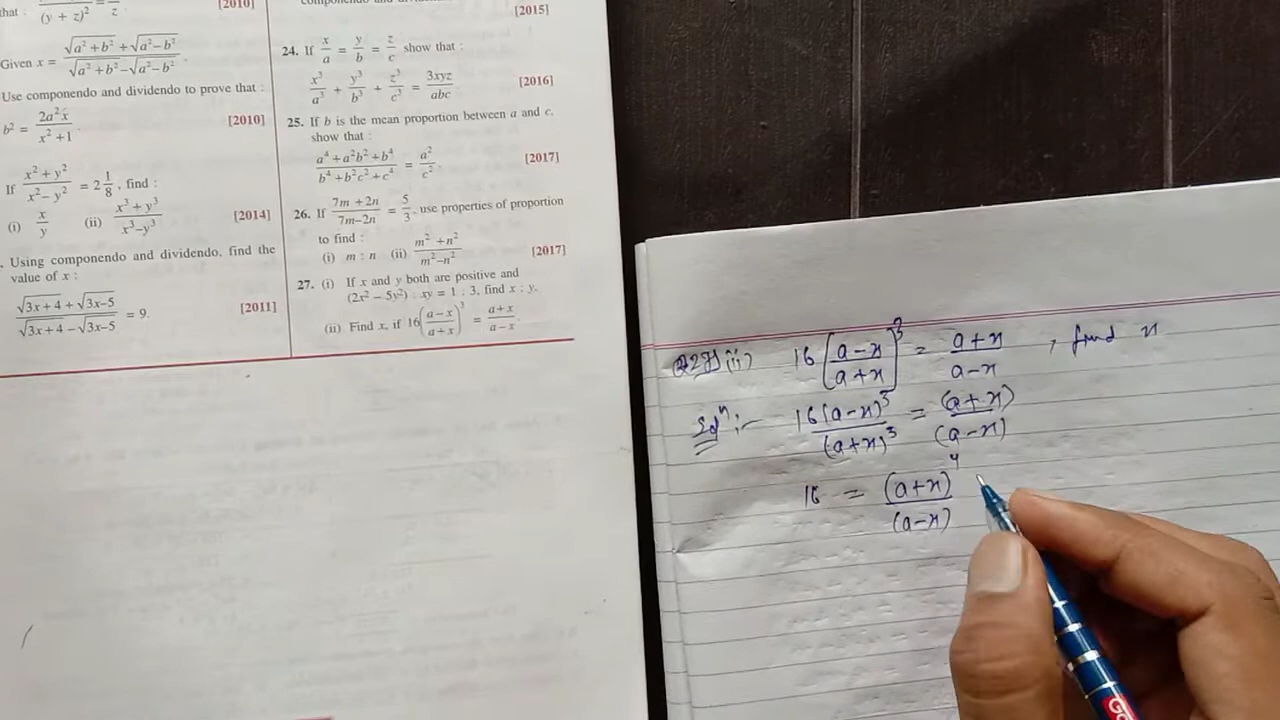 that : (y + z)² z [2010]
Given x = √a² + b² + √a² – b² / √a² + b² – √a² – b² .
Use componendo and dividendo to prove that :
b² = 2a²x / x² + 1 . [2010]
If x² + y² / x² – y² = 2 1/8 , find :
(i) x/y (ii) x³ + y³ / x³ – y³ [2014]
. Using componendo and dividendo, find the
value of x :
√3x + 4 + √3x – 5 / √3x + 4 – √3x – 5 = 9. [2011]
[2015]
24. If x/a = y/b = z/c show that :
x³/a³ + y³/b³ + z³/c³ = 3xyz/abc . [2016]
25. If b is the mean proportion between a and c,
show that :
a⁴ + a²b² + b⁴ / b⁴ + b²c² + c⁴ = a²/c² . [2017]
26. If 7m + 2n / 7m – 2n = 5/3 , use properties of proportion
to find :
(i) m : n (ii) m² + n² / m² – n² [2017]
27. (i) If x and y both are positive and
(2x² – 5y²) : xy = 1 : 3, find x : y.
(ii) Find x, if 16(a – x / a + x)³ = a + x / a – x .
Q27(ii) 16 [a – x / a + x]³ = a + x / a – x , find x
Solⁿ :– 16(a – x)³ / (a + x)³ = (a + x) / (a – x)
16 = (a + x)⁴ / (a – x)